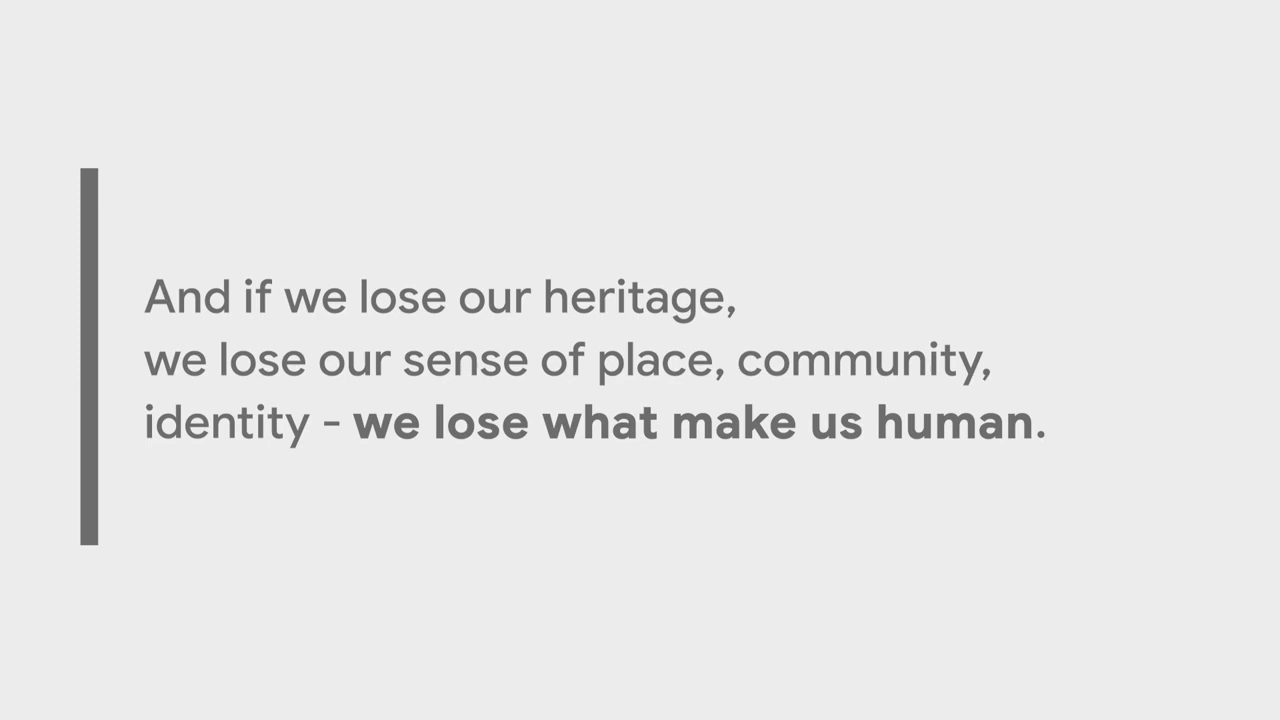 And if we lose our heritage,
we lose our sense of place, community,
identity - we lose what make us human.